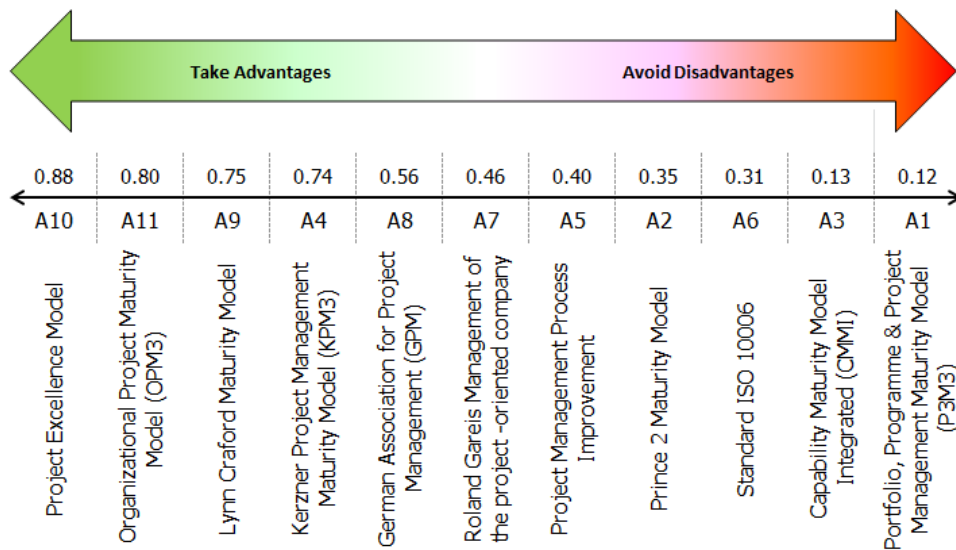 Take Advantages
Avoid Disadvantages
0.88
0.80
0.75
0.74
0.56
0.46
0.40
0.35
0.31
0.13
0.12
A10
A11
A9
A4
A8
A7
A5
A2
A6
A3
A1
Project Excellence Model
Organizational Project Maturity
Model (OPM3)
Lynn Craford Maturity Model
Kerzner Project Management
Maturity Model (KPM3)
German Association for Project
Management (GPM)
Roland Gareis Management of
the project -oriented company
Project Management Process
Improvement
Prince 2 Maturity Model
Standard ISO 10006
Capability Maturity Model
Integrated (CMMI)
Portfolio, Programme & Project
Management Maturity Model
(P3M3)